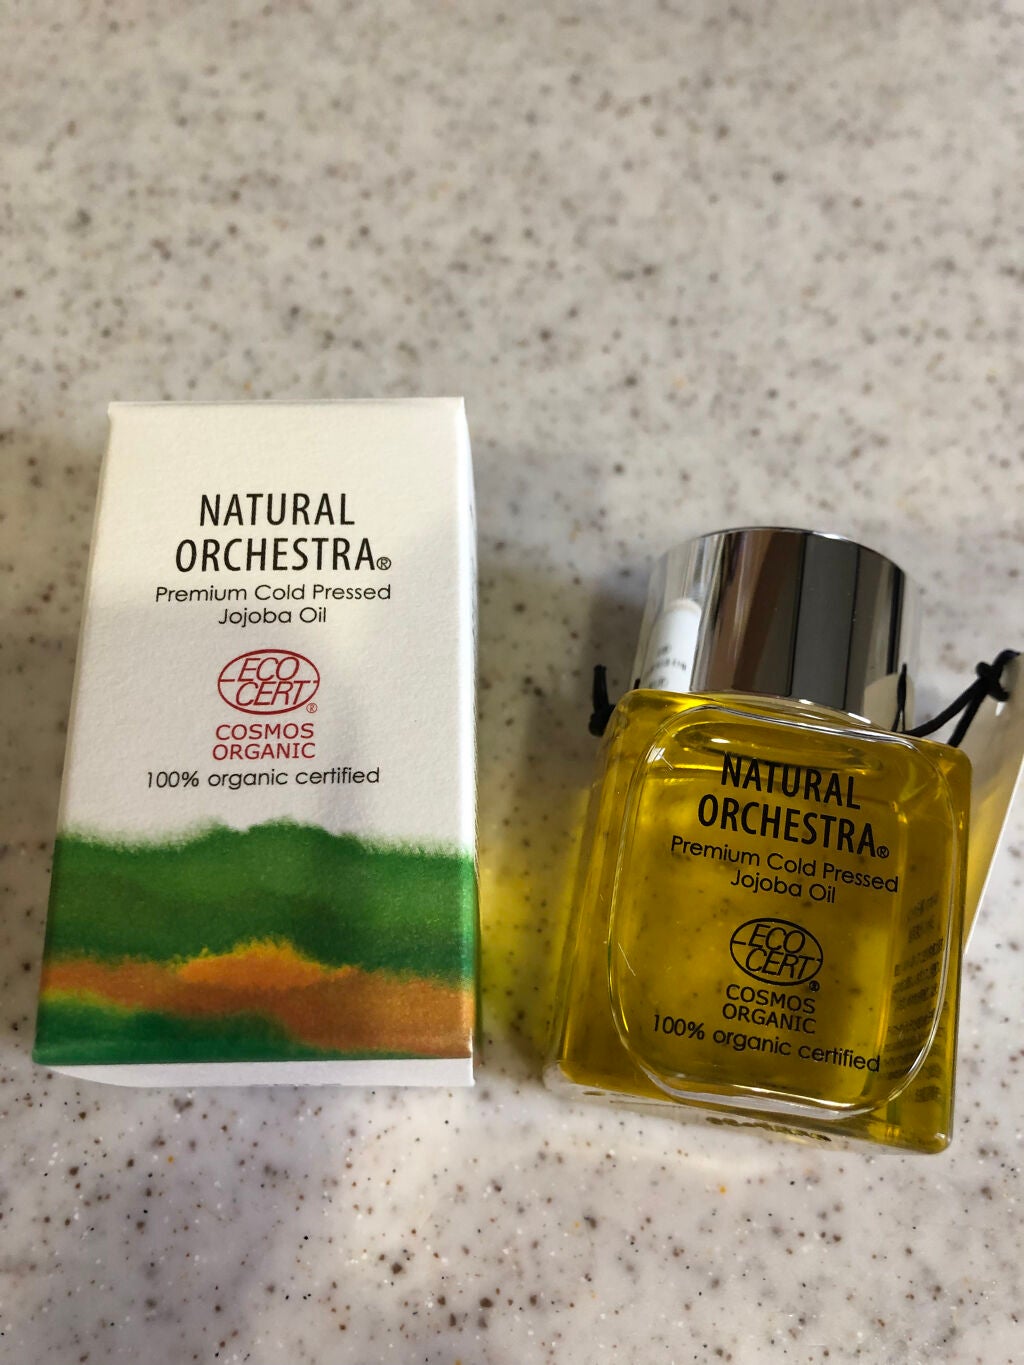 NATURAL
ORCHESTRA®
Premium Cold Pressed
Jojoba Oil
ECO
CERT®
COSMOS
ORGANIC
100% organic certified
NATURAL
ORCHESTRA®
Premium Cold Pressed
Jojoba Oil
ECO
CERT®
COSMOS
ORGANIC
100% organic certified